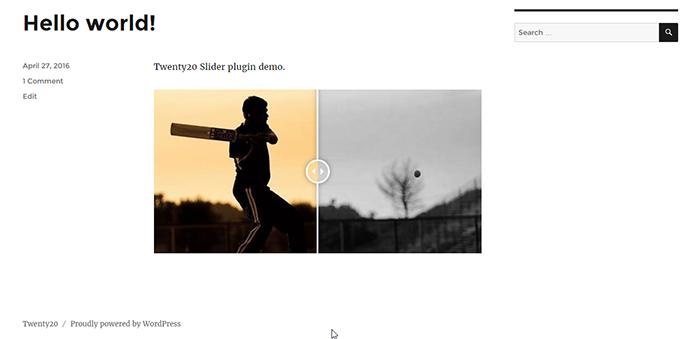 Hello world!
Search ...
April 27, 2016
1 Comment
Edit
Twenty20 Slider plugin demo.
Twenty20 / Proudly powered by WordPress